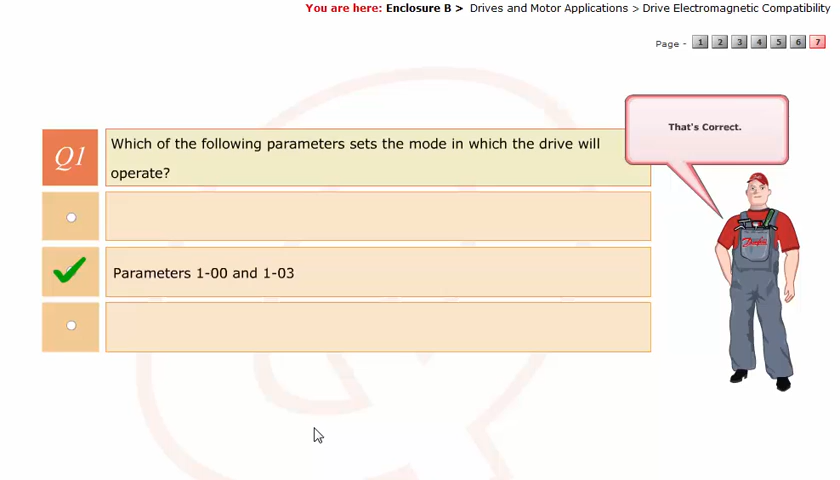 You are here: Enclosure B > Drives and Motor Applications > Drive Electromagnetic Compatibility
Page - 1 2 3 4 5 6 7
That's Correct.
Q1
Which of the following parameters sets the mode in which the drive will
operate?
Parameters 1-00 and 1-03
Danfoss